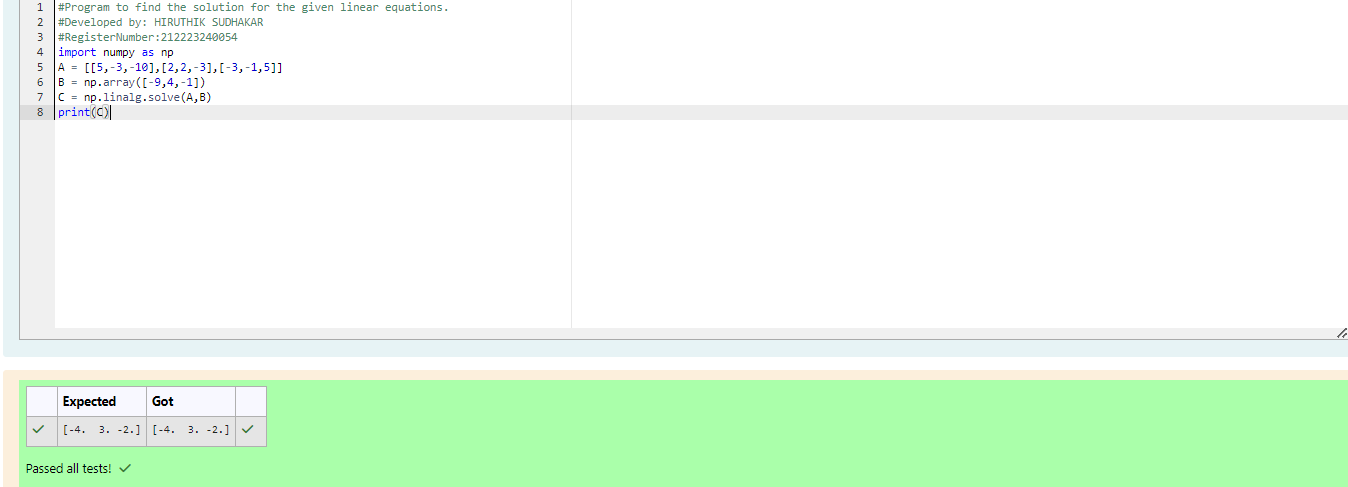 1 #Program to find the solution for the given linear equations.
2 #Developed by: HIRUTHIK SUDHAKAR
3 #RegisterNumber:212223240054
4 import numpy as np
5 A = [[5,-3,-10],[2,2,-3],[-3,-1,5]]
6 B = np.array([-9,4,-1])
7 C = np.linalg.solve(A,B)
8 print(C)
Expected Got
[-4.  3. -2.] [-4.  3. -2.]
Passed all tests!